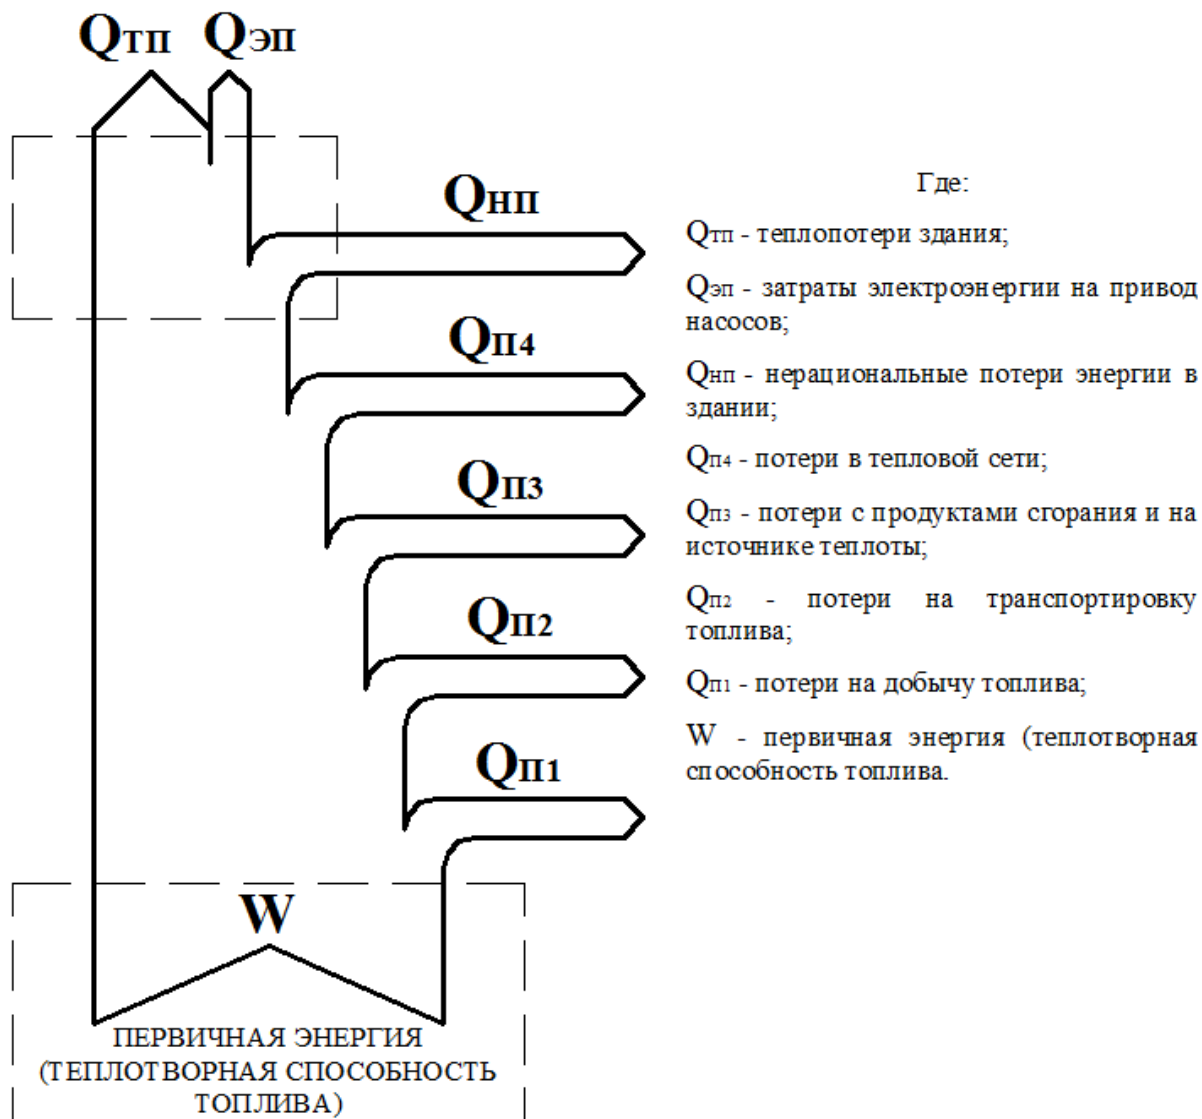 QТП QЭП
QНП
QП4
QП3
QП2
QП1
W
ПЕРВИЧНАЯ ЭНЕРГИЯ
(ТЕПЛОТВОРНАЯ СПОСОБНОСТЬ
ТОПЛИВА)
Где:
Qтп - теплопотери здания;
Qэп - затраты электроэнергии на привод
насосов;
Qнп - нерациональные потери энергии в
здании;
Qп4 - потери в тепловой сети;
Qп3 - потери с продуктами сгорания и на
источнике теплоты;
Qп2 - потери на транспортировку
топлива;
Qп1 - потери на добычу топлива;
W - первичная энергия (теплотворная
способность топлива.